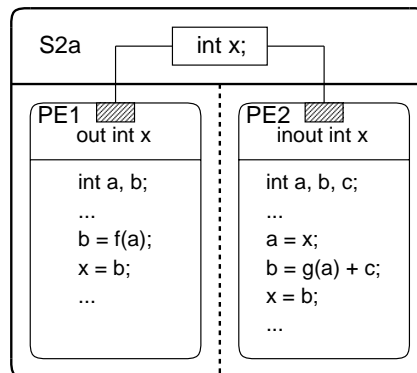 S2a
int x;
PE1
out int x
int a, b;
...
b = f(a);
x = b;
...
PE2
inout int x
int a, b, c;
...
a = x;
b = g(a) + c;
x = b;
...